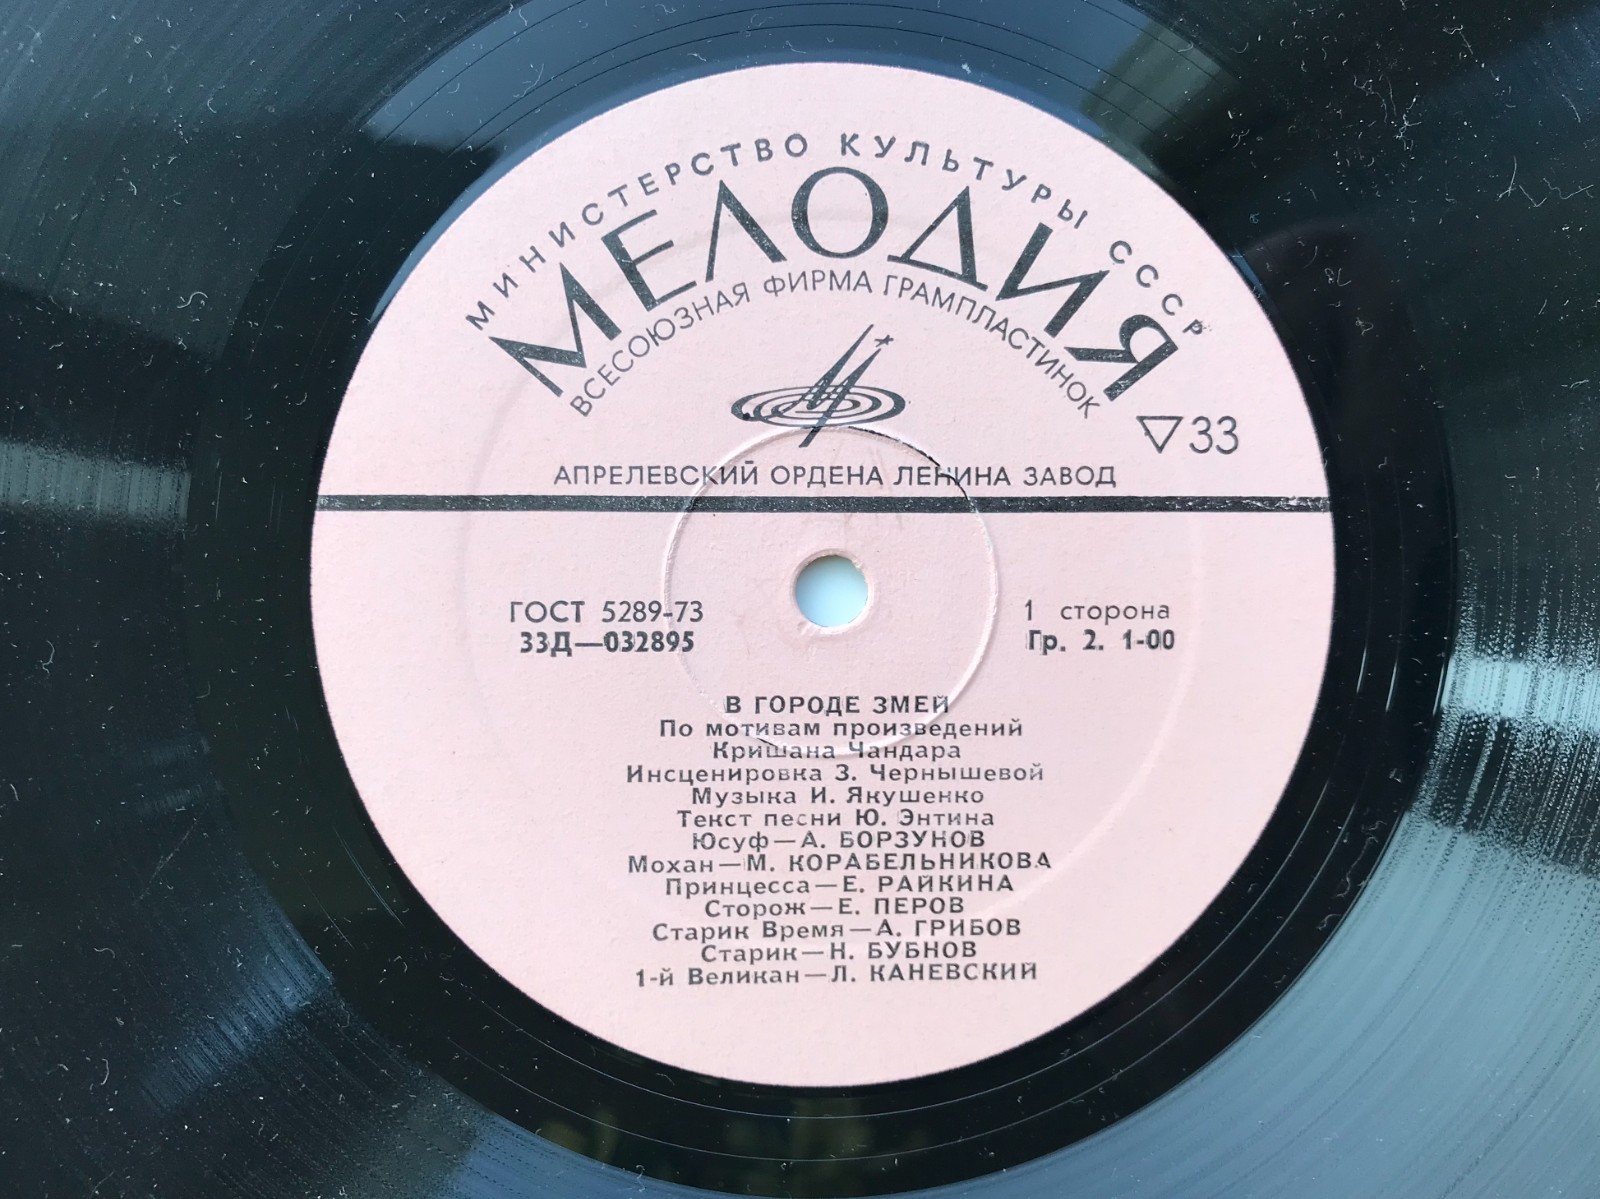 МИНИСТЕРСТВО КУЛЬТУРЫ СССР
МЕЛОДИЯ
ВСЕСОЮЗНАЯ ФИРМА ГРАМПЛАСТИНОК
▽33
АПРЕЛЕВСКИЙ ОРДЕНА ЛЕНИНА ЗАВОД
ГОСТ 5289-73
33Д—032895
1 сторона
Гр. 2. 1-00
В ГОРОДЕ ЗМЕЙ
По мотивам произведений
Кришана Чандара
Инсценировка З. Чернышевой
Музыка И. Якушенко
Текст песни Ю. Энтина
Юсуф—А. БОРЗУНОВ
Мохан—М. КОРАБЕЛЬНИКОВА
Принцесса—Е. РАЙКИНА
Сторож—Е. ПЕРОВ
Старик Время—А. ГРИБОВ
Старик—Н. БУБНОВ
1-й Великан—Л. КАНЕВСКИЙ